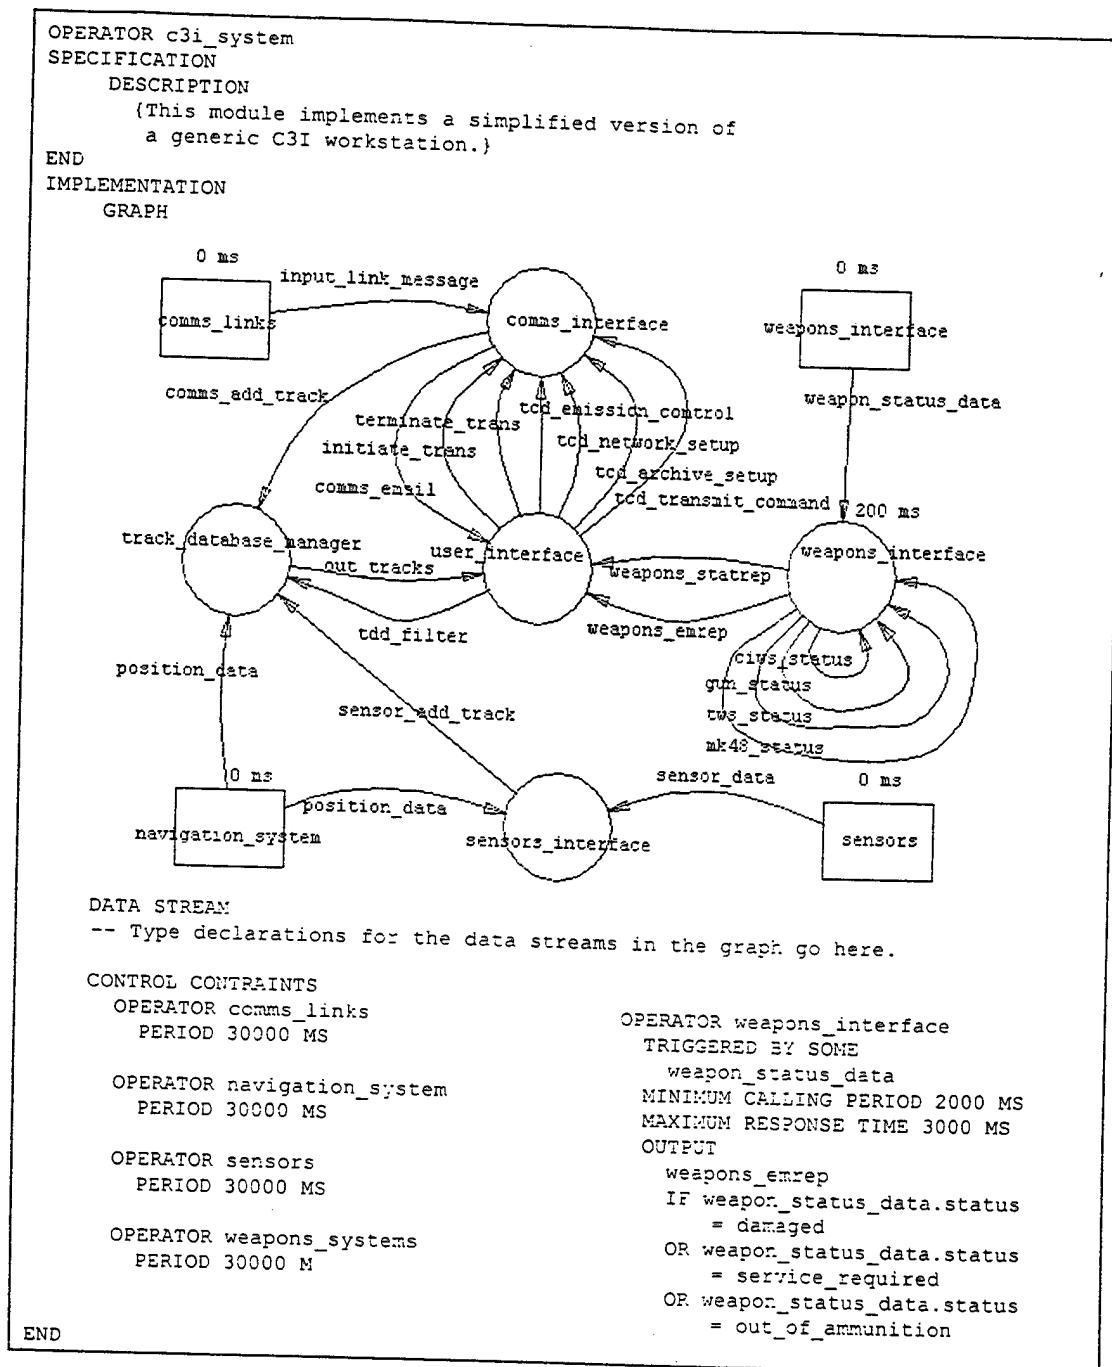 OPERATOR c3i_system
SPECIFICATION
DESCRIPTION
{This module implements a simplified version of
a generic C3I workstation.}
END
IMPLEMENTATION
GRAPH
0 ms
input_link_message
0 ms
comms_links
comms_interface
weapons_interface
comms_add_track
terminate_trans
tcd_emission_control
weapon_status_data
initiate_trans
tcd_network_setup
comms_email
tcd_archive_setup
tcd_transmit_command
200 ms
track_database_manager
user_interface
weapons_interface
out_tracks
weapons_statrep
tdd_filter
weapons_emrep
position_data
ciws_status
gun_status
sensor_add_track
tws_status
mk48_status
0 ms
sensor_data
0 ms
position_data
navigation_system
sensors_interface
sensors
DATA STREAM
-- Type declarations for the data streams in the graph go here.
CONTROL CONTRAINTS
OPERATOR comms_links
PERIOD 30000 MS
OPERATOR navigation_system
PERIOD 30000 MS
OPERATOR sensors
PERIOD 30000 MS
OPERATOR weapons_systems
PERIOD 30000 M
OPERATOR weapons_interface
TRIGGERED BY SOME
weapon_status_data
MINIMUM CALLING PERIOD 2000 MS
MAXIMUM RESPONSE TIME 3000 MS
OUTPUT
weapons_emrep
IF weapon_status_data.status
= damaged
OR weapon_status_data.status
= service_required
OR weapon_status_data.status
= out_of_ammunition
END